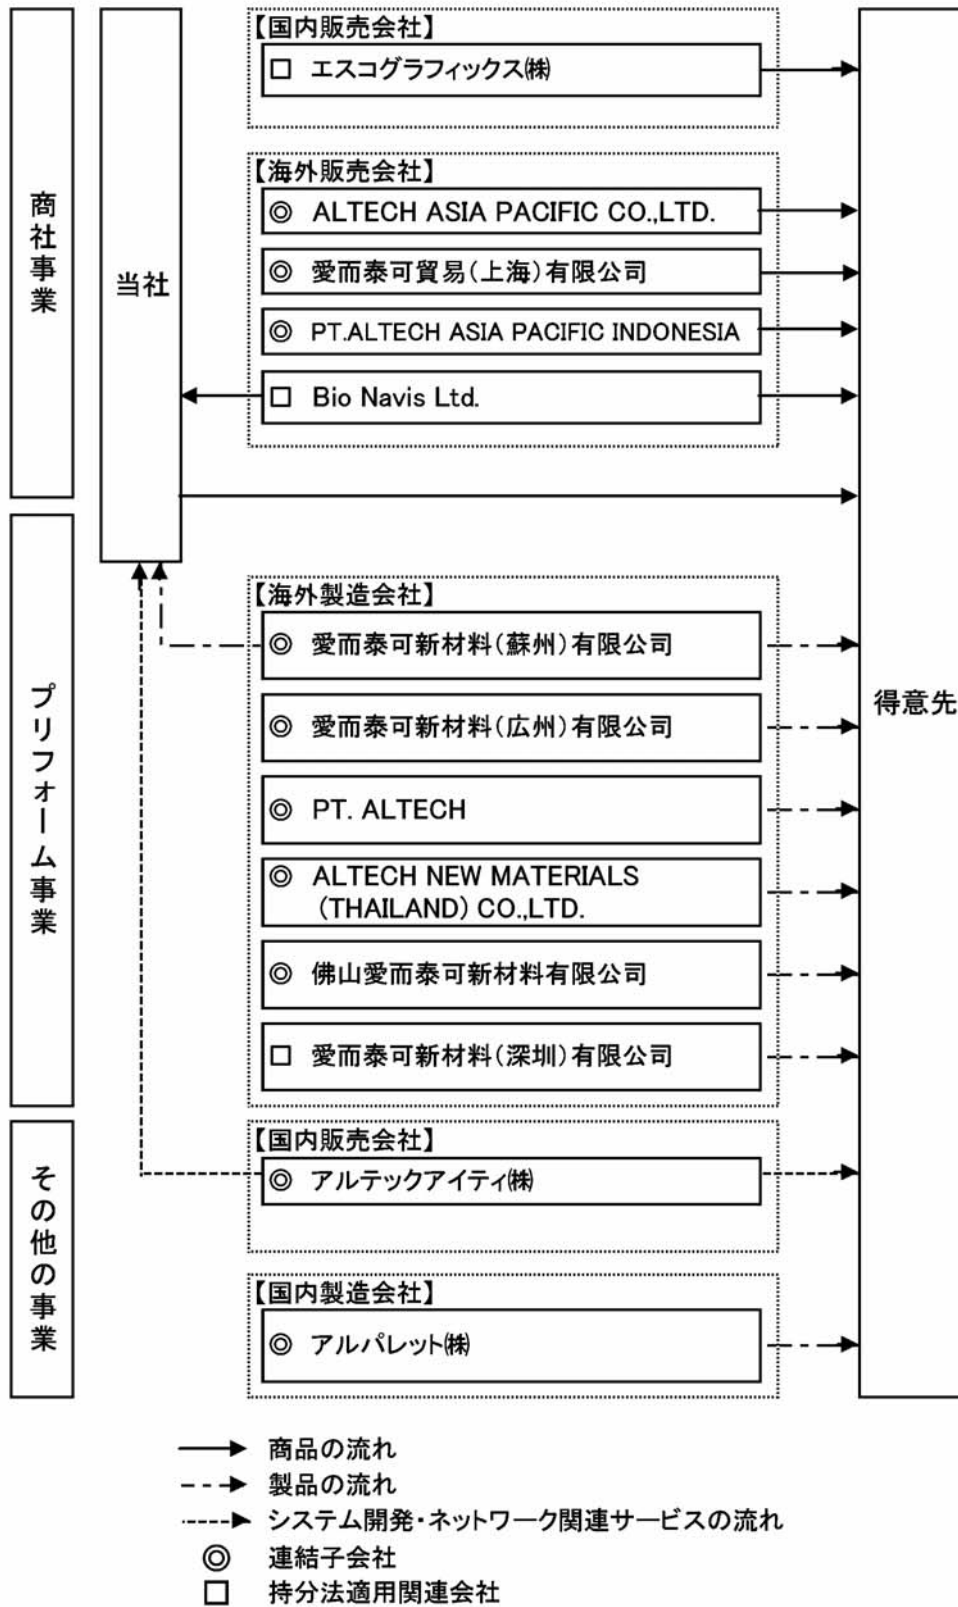 商社事業
当社
【国内販売会社】
□ エスコグラフィックス㈱
【海外販売会社】
◎ ALTECH ASIA PACIFIC CO.,LTD.
◎ 愛而泰可貿易(上海)有限公司
◎ PT.ALTECH ASIA PACIFIC INDONESIA
□ Bio Navis Ltd.
プリフォーム事業
【海外製造会社】
◎ 愛而泰可新材料(蘇州)有限公司
◎ 愛而泰可新材料(広州)有限公司
◎ PT. ALTECH
◎ ALTECH NEW MATERIALS
(THAILAND) CO.,LTD.
◎ 佛山愛而泰可新材料有限公司
□ 愛而泰可新材料(深圳)有限公司
得意先
その他の事業
【国内販売会社】
◎ アルテックアイティ㈱
【国内製造会社】
◎ アルパレット㈱
商品の流れ
製品の流れ
システム開発・ネットワーク関連サービスの流れ
◎ 連結子会社
□ 持分法適用関連会社